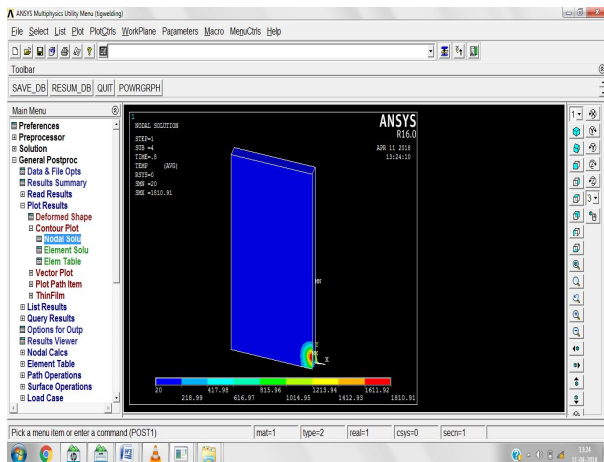 ANSYS Multiphysics Utility Menu (tigwelding)
File Select List Plot PlotCtrls WorkPlane Parameters Macro MenuCtrls Help
Toolbar
SAVE_DB RESUM_DB QUIT POWRGRPH
Main Menu
Preferences
Preprocessor
Solution
General Postproc
Data & File Opts
Results Summary
Read Results
Plot Results
Deformed Shape
Contour Plot
Nodal Solu
Element Solu
Elem Table
Vector Plot
Plot Path Item
ThinFilm
List Results
Query Results
Options for Outp
Results Viewer
Nodal Calcs
Element Table
Path Operations
Surface Operations
Load Case
1
NODAL SOLUTION
STEP=1
SUB =4
TIME=.8
TEMP (AVG)
RSYS=0
SMN =20
SMX =1810.91
ANSYS
R16.0
APR 11 2018
13:24:10
MN
Y
MX
X
20 417.98 815.96 1213.94 1611.92
218.99 616.97 1014.95 1412.93 1810.91
1
3
Pick a menu item or enter a command (POST1) mat=1 type=2 real=1 csys=0 secn=1
13:24
11-04-2018